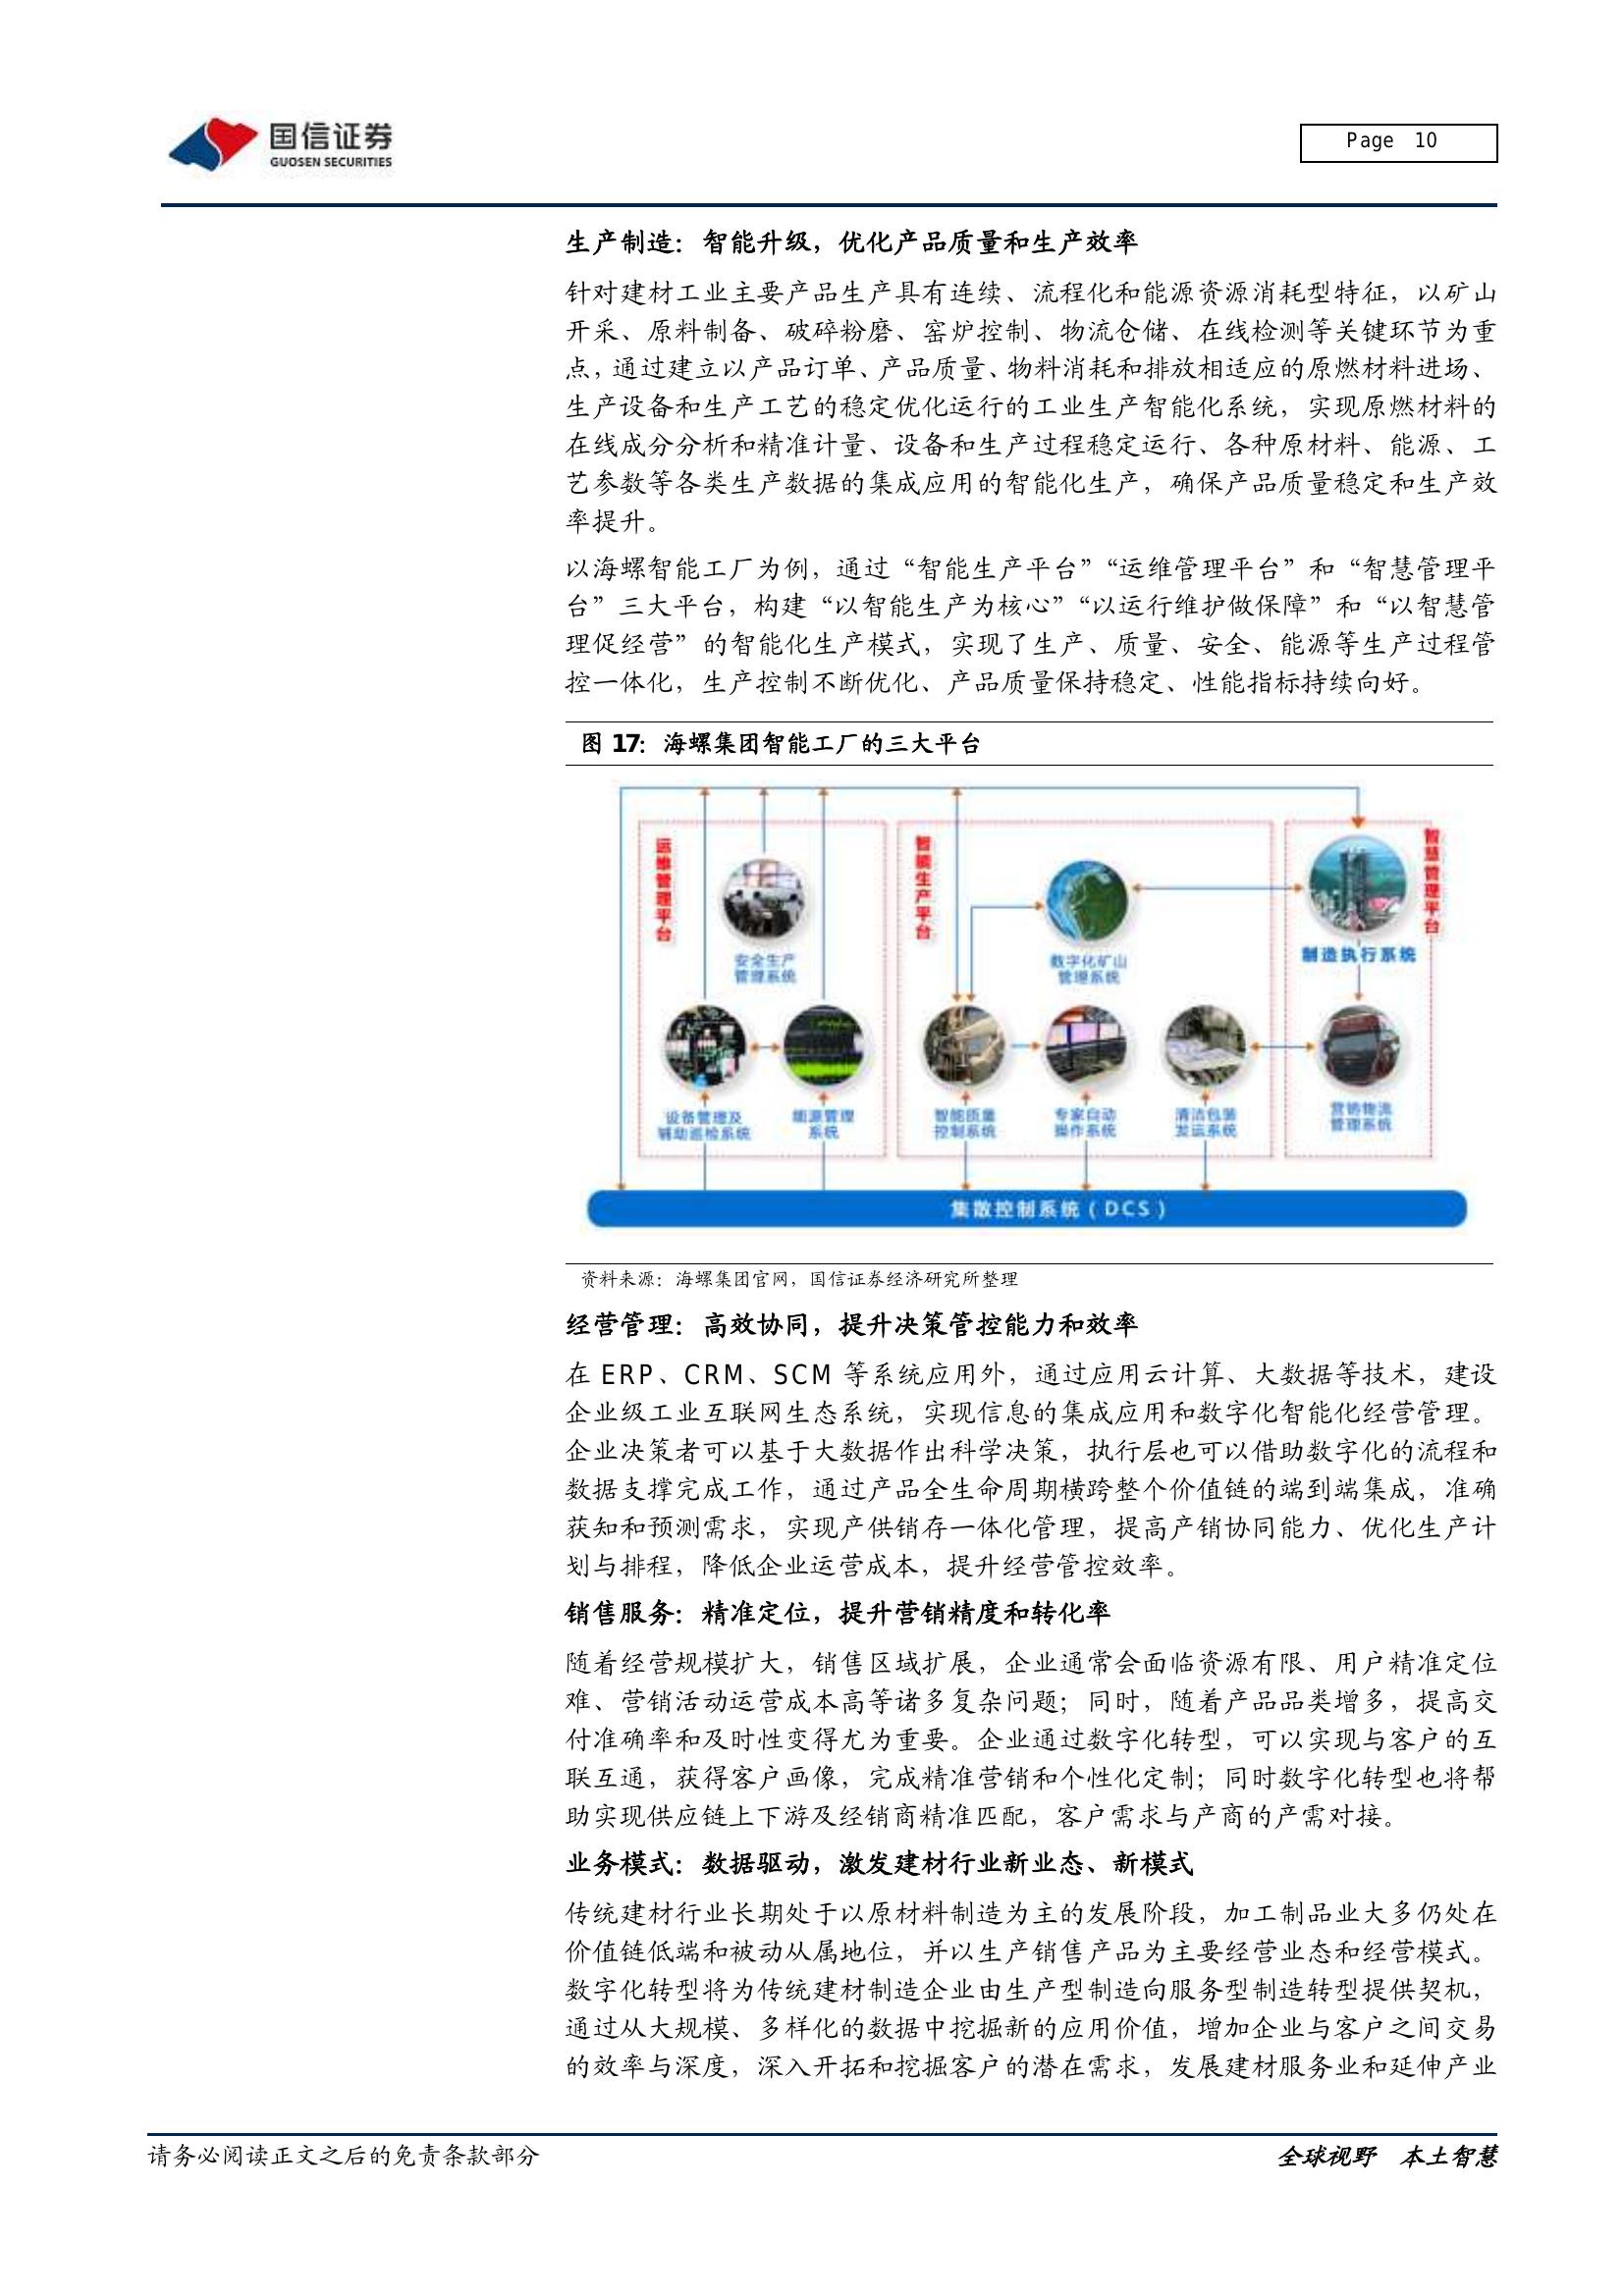 国信证券
GUOSEN SECURITIES
Page 10
生产制造：智能升级，优化产品质量和生产效率
针对建材工业主要产品生产具有连续、流程化和能源资源消耗型特征，以矿山
开采、原料制备、破碎粉磨、窑炉控制、物流仓储、在线检测等关键环节为重
点，通过建立以产品订单、产品质量、物料消耗和排放相适应的原燃材料进场、
生产设备和生产工艺的稳定优化运行的工业生产智能化系统，实现原燃材料的
在线成分分析和精准计量、设备和生产过程稳定运行、各种原材料、能源、工
艺参数等各类生产数据的集成应用的智能化生产，确保产品质量稳定和生产效
率提升。
以海螺智能工厂为例，通过“智能生产平台”“运维管理平台”和“智慧管理平
台”三大平台，构建“以智能生产为核心”“以运行维护做保障”和“以智慧管
理促经营”的智能化生产模式，实现了生产、质量、安全、能源等生产过程管
控一体化，生产控制不断优化、产品质量保持稳定、性能指标持续向好。
图 17：海螺集团智能工厂的三大平台
运维管理平台
安全生产
管理系统
设备管理及
辅助巡检系统
能源管理
系统
智能生产平台
数字化矿山
管理系统
智能质量
控制系统
专家自动
操作系统
清洁包装
发运系统
智慧管理平台
制造执行系统
营销物流
管理系统
集散控制系统（DCS）
资料来源：海螺集团官网，国信证券经济研究所整理
经营管理：高效协同，提升决策管控能力和效率
在 ERP、CRM、SCM 等系统应用外，通过应用云计算、大数据等技术，建设
企业级工业互联网生态系统，实现信息的集成应用和数字化智能化经营管理。
企业决策者可以基于大数据作出科学决策，执行层也可以借助数字化的流程和
数据支撑完成工作，通过产品全生命周期横跨整个价值链的端到端集成，准确
获知和预测需求，实现产供销存一体化管理，提高产销协同能力、优化生产计
划与排程，降低企业运营成本，提升经营管控效率。
销售服务：精准定位，提升营销精度和转化率
随着经营规模扩大，销售区域扩展，企业通常会面临资源有限、用户精准定位
难、营销活动运营成本高等诸多复杂问题；同时，随着产品品类增多，提高交
付准确率和及时性变得尤为重要。企业通过数字化转型，可以实现与客户的互
联互通，获得客户画像，完成精准营销和个性化定制；同时数字化转型也将帮
助实现供应链上下游及经销商精准匹配，客户需求与产商的产需对接。
业务模式：数据驱动，激发建材行业新业态、新模式
传统建材行业长期处于以原材料制造为主的发展阶段，加工制品业大多仍处在
价值链低端和被动从属地位，并以生产销售产品为主要经营业态和经营模式。
数字化转型将为传统建材制造企业由生产型制造向服务型制造转型提供契机，
通过从大规模、多样化的数据中挖掘新的应用价值，增加企业与客户之间交易
的效率与深度，深入开拓和挖掘客户的潜在需求，发展建材服务业和延伸产业
请务必阅读正文之后的免责条款部分
全球视野 本土智慧